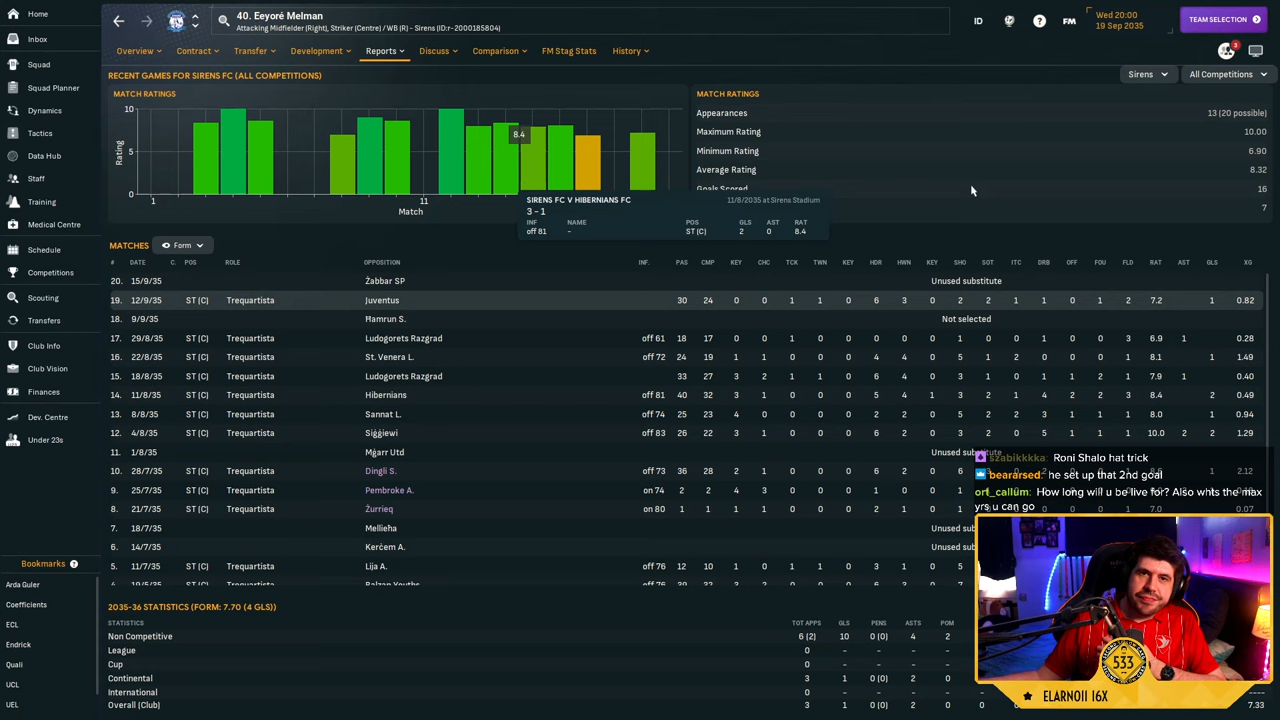 Home
Inbox
Squad
Squad Planner
Dynamics
Tactics
Data Hub
Staff
Training
Medical Centre
Schedule
Competitions
Scouting
Transfers
Club Info
Club Vision
Finances
Dev. Centre
Under 23s
Bookmarks ?
Arda Guler
Coefficients
ECL
Endrick
Quali
UCL
UEL
40. Eeyoré Melman
Attacking Midfielder (Right), Striker (Centre) / WB (R) - Sirens (ID:r-2000185804)
ID ? FM
Wed 20:00
19 Sep 2035
TEAM SELECTION
3
Overview Contract Transfer Development Reports Discuss Comparison FM Stag Stats History
RECENT GAMES FOR SIRENS FC (ALL COMPETITIONS)
Sirens All Competitions
MATCH RATINGS
10
5
0
Rating
1 11
Match
8.4
MATCH RATINGS
Appearances 13 (20 possible)
Maximum Rating 10.00
Minimum Rating 6.90
Average Rating 8.32
Goals Scored 16
7
SIRENS FC V HIBERNIANS FC 11/8/2035 at Sirens Stadium
3 - 1
INF NAME POS GLS AST RAT
off 81 - ST (C) 2 0 8.4
MATCHES Form
# DATE C. POS ROLE OPPOSITION INF. PAS CMP KEY CHC TCK TWN KEY HDR HWN KEY SHO SOT ITC DRB OFF FOU FLD RAT AST GLS XG
20. 15/9/35 Żabbar SP Unused substitute
19. 12/9/35 ST (C) Trequartista Juventus 30 24 0 0 1 1 0 6 3 0 2 2 1 1 0 1 2 7.2 1 0.82
18. 9/9/35 Ħamrun S. Not selected
17. 29/8/35 ST (C) Trequartista Ludogorets Razgrad off 61 18 17 0 0 1 0 0 0 0 0 1 0 0 0 0 0 3 6.9 1 0.28
16. 22/8/35 ST (C) Trequartista St. Venera L. off 72 24 19 1 1 0 0 0 4 4 0 5 1 2 0 0 1 1 8.1 1 1.49
15. 18/8/35 ST (C) Trequartista Ludogorets Razgrad 33 27 3 2 1 1 0 6 4 0 3 1 0 1 1 2 1 7.9 1 0.40
14. 11/8/35 ST (C) Trequartista Hibernians off 81 40 32 3 1 0 0 0 5 4 1 3 2 1 4 2 2 3 8.4 2 0.49
13. 8/8/35 ST (C) Trequartista Sannat L. off 74 25 23 4 0 0 0 0 2 2 0 5 2 2 3 1 1 1 8.0 1 0.94
12. 4/8/35 ST (C) Trequartista Siġġiewi off 83 26 22 3 1 0 0 0 6 2 0 3 2 0 5 0 1 1 10.0 2 2 1.29
11. 1/8/35 Mġarr Utd Unused
10. 28/7/35 ST (C) Trequartista Dingli S. off 73 36 28 2 1 0 0 0 6 2 0 6 1 2.12
9. 25/7/35 ST (C) Trequartista Pembroke A. on 74 2 2 4 3 0 0 0 1 0 0 1
8. 21/7/35 ST (C) Trequartista Żurrieq on 80 1 1 1 1 0 0 0 2 1 0 3 1 0 1 0 0 1 7.0 0.07
7. 18/7/35 Mellieħa Unused sub
6. 14/7/35 Kerċem A. Unused sub
5. 11/7/35 ST (C) Trequartista Lija A. off 76 12 10 1 0 1 1 0 3 1 0 5
szabikkkka: Roni Shalo hat trick
beararsed: he set up that 2nd goal
orf_callum: How long will u be live for? Also whts the max
yrs u can go
2035-36 STATISTICS (FORM: 7.70 (4 GLS))
STATISTICS TOT APPS GLS PENS ASTS POM
Non Competitive 6 (2) 10 0 (0) 4 2
League 0 - - - -
Cup 0 - - - -
Continental 3 1 0 (0) 2 0
International 0 - - - -
Overall (Club) 3 1 0 (0) 2 0 7.33
533
ELARNOII 16X